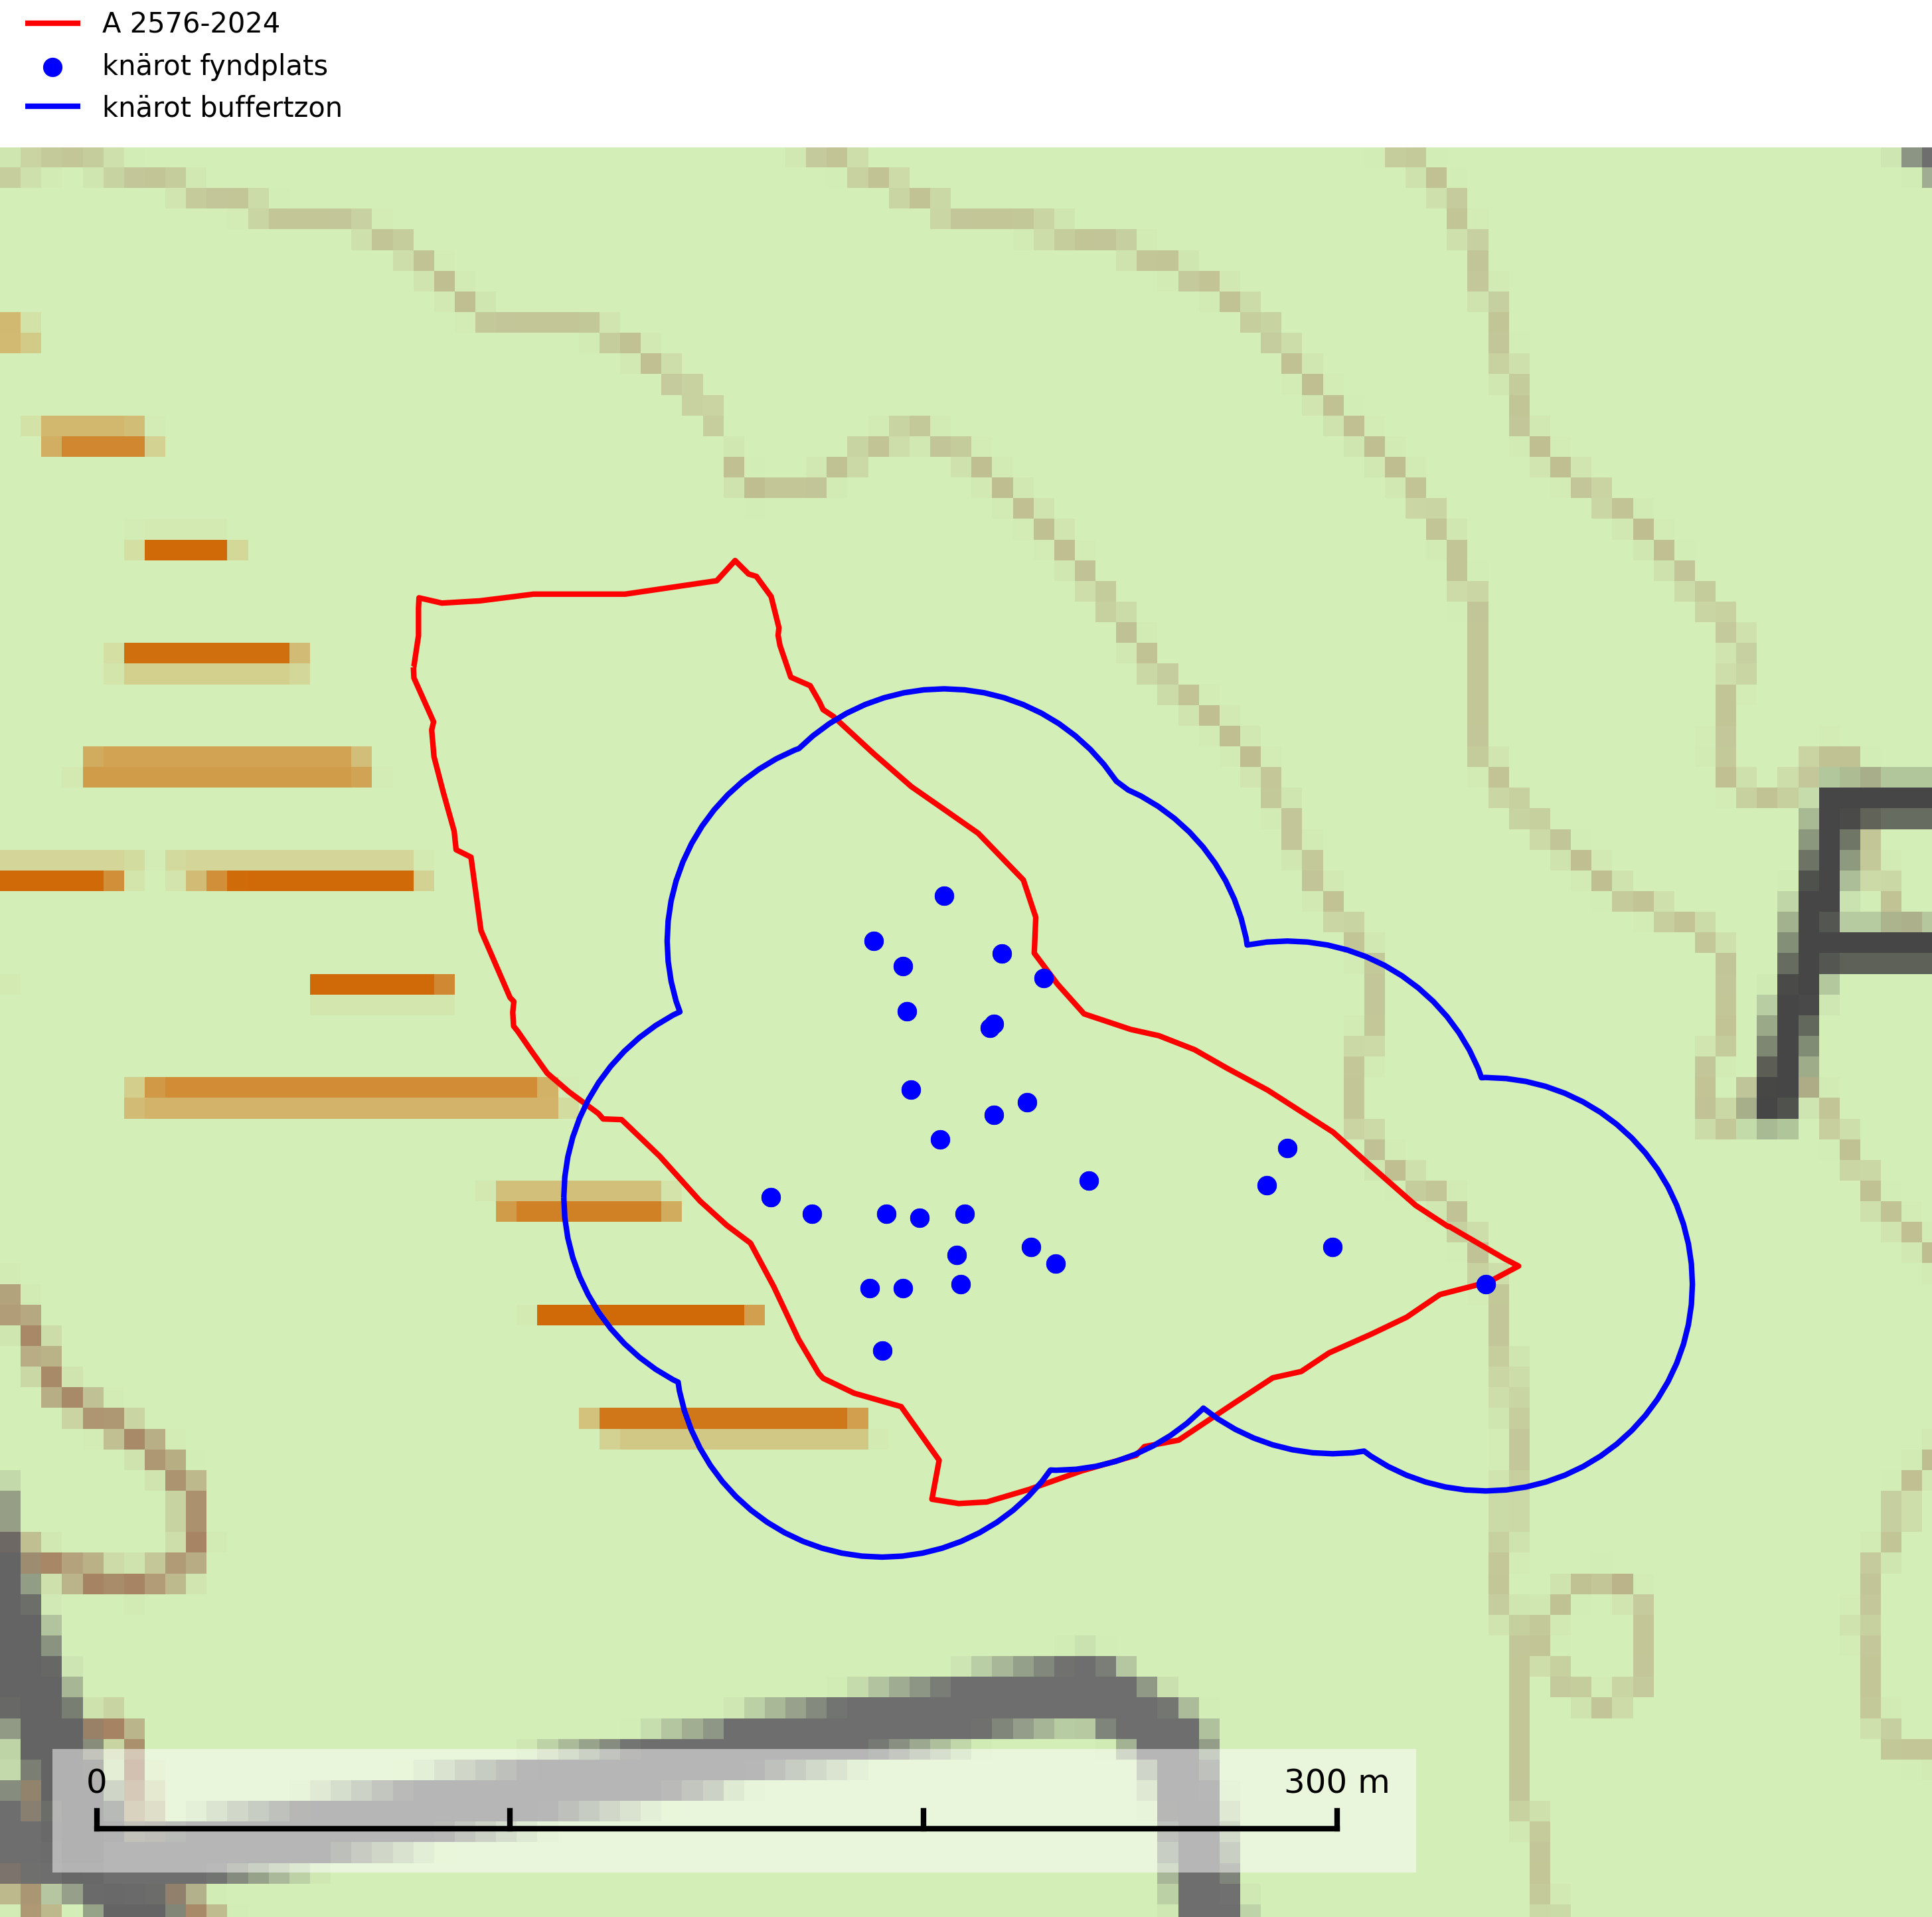 A 2576-2024
knärot fyndplats
knärot buffertzon
0 300 m